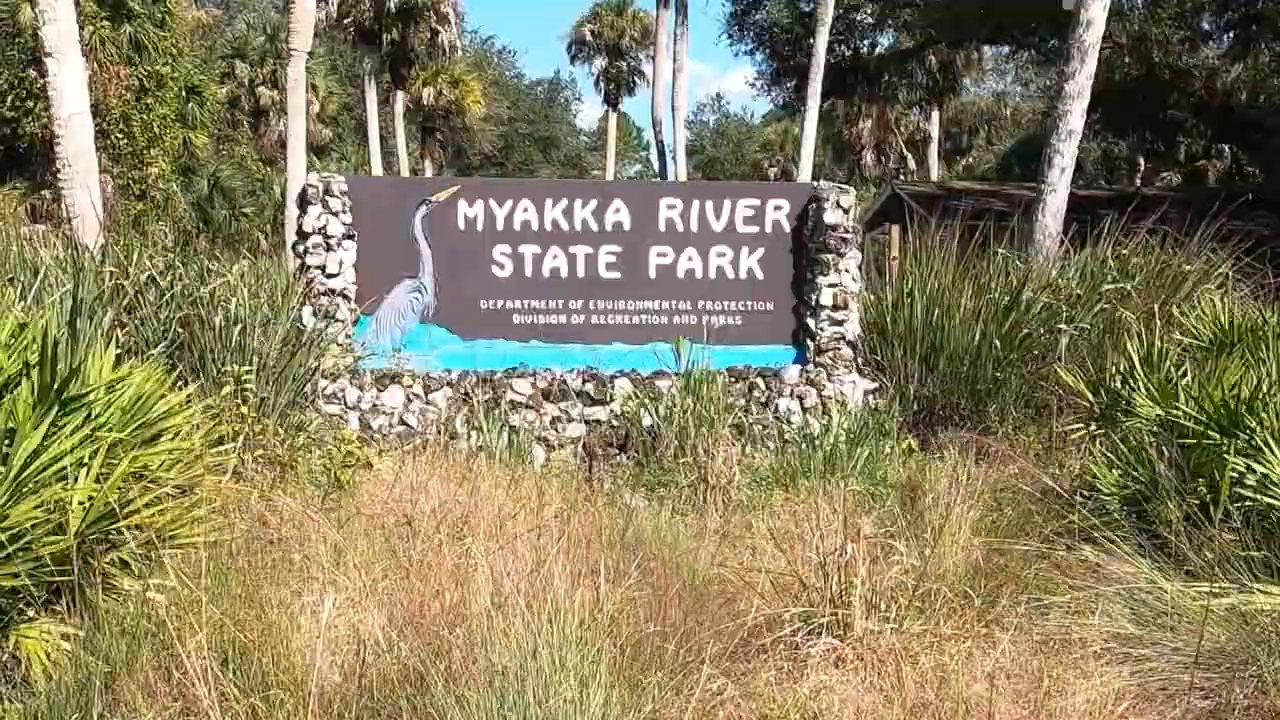 MYAKKA RIVER
STATE PARK
DEPARTMENT OF ENVIRONMENTAL PROTECTION
DIVISION OF RECREATION AND PARKS